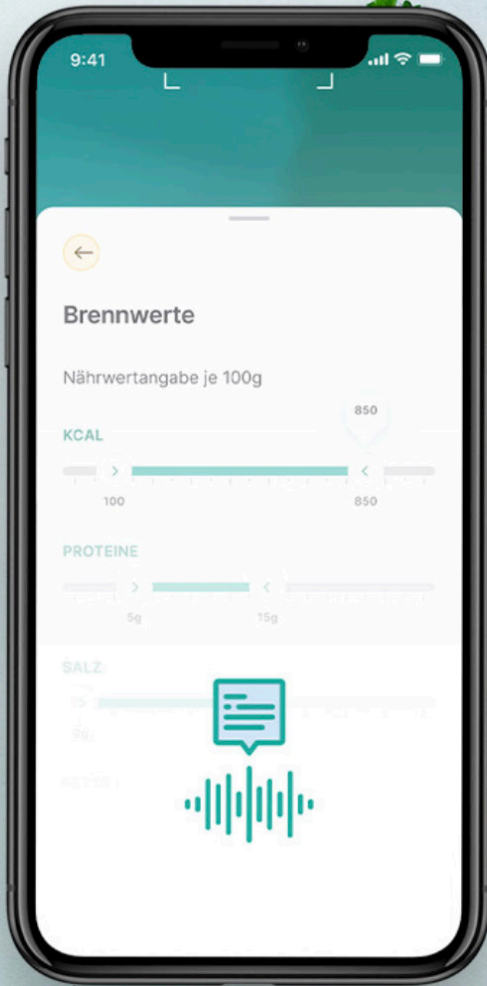 9:41
Brennwerte
Nährwertangabe je 100g
850
KCAL
100 850
PROTEINE
5g 15g
SALZ